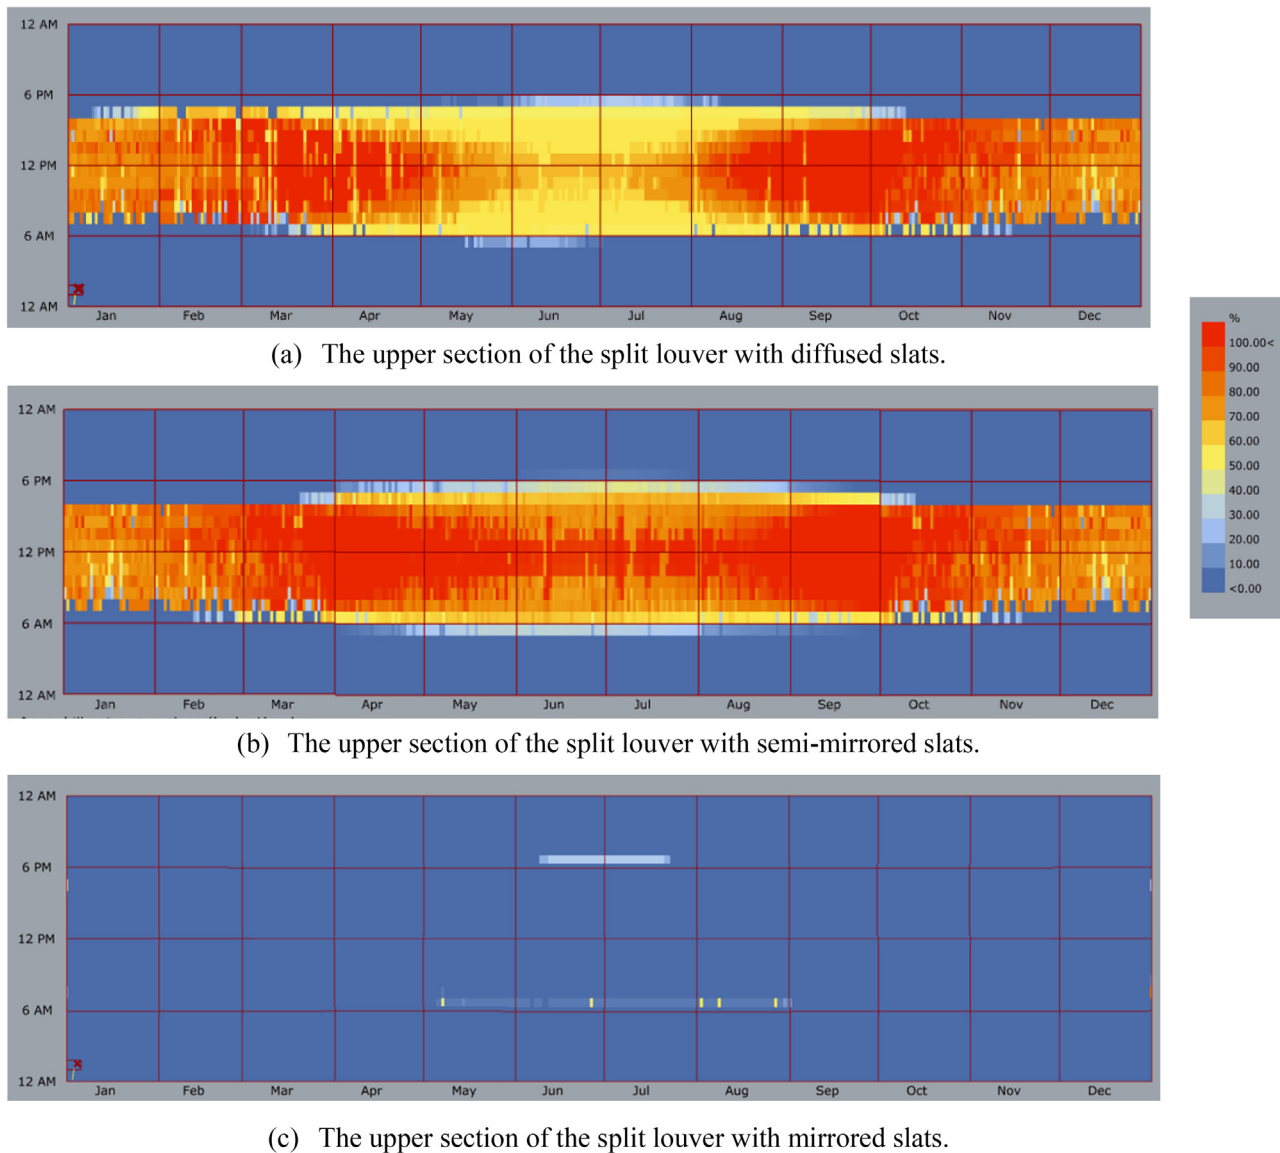 12 AM
6 PM
12 PM
6 AM
12 AM
Jan Feb Mar Apr May Jun Jul Aug Sep Oct Nov Dec
(a) The upper section of the split louver with diffused slats.
%
100.00<
90.00
80.00
70.00
60.00
50.00
40.00
30.00
20.00
10.00
<0.00
12 AM
6 PM
12 PM
6 AM
12 AM
Jan Feb Mar Apr May Jun Jul Aug Sep Oct Nov Dec
(b) The upper section of the split louver with semi-mirrored slats.
12 AM
6 PM
12 PM
6 AM
12 AM
Jan Feb Mar Apr May Jun Jul Aug Sep Oct Nov Dec
(c) The upper section of the split louver with mirrored slats.